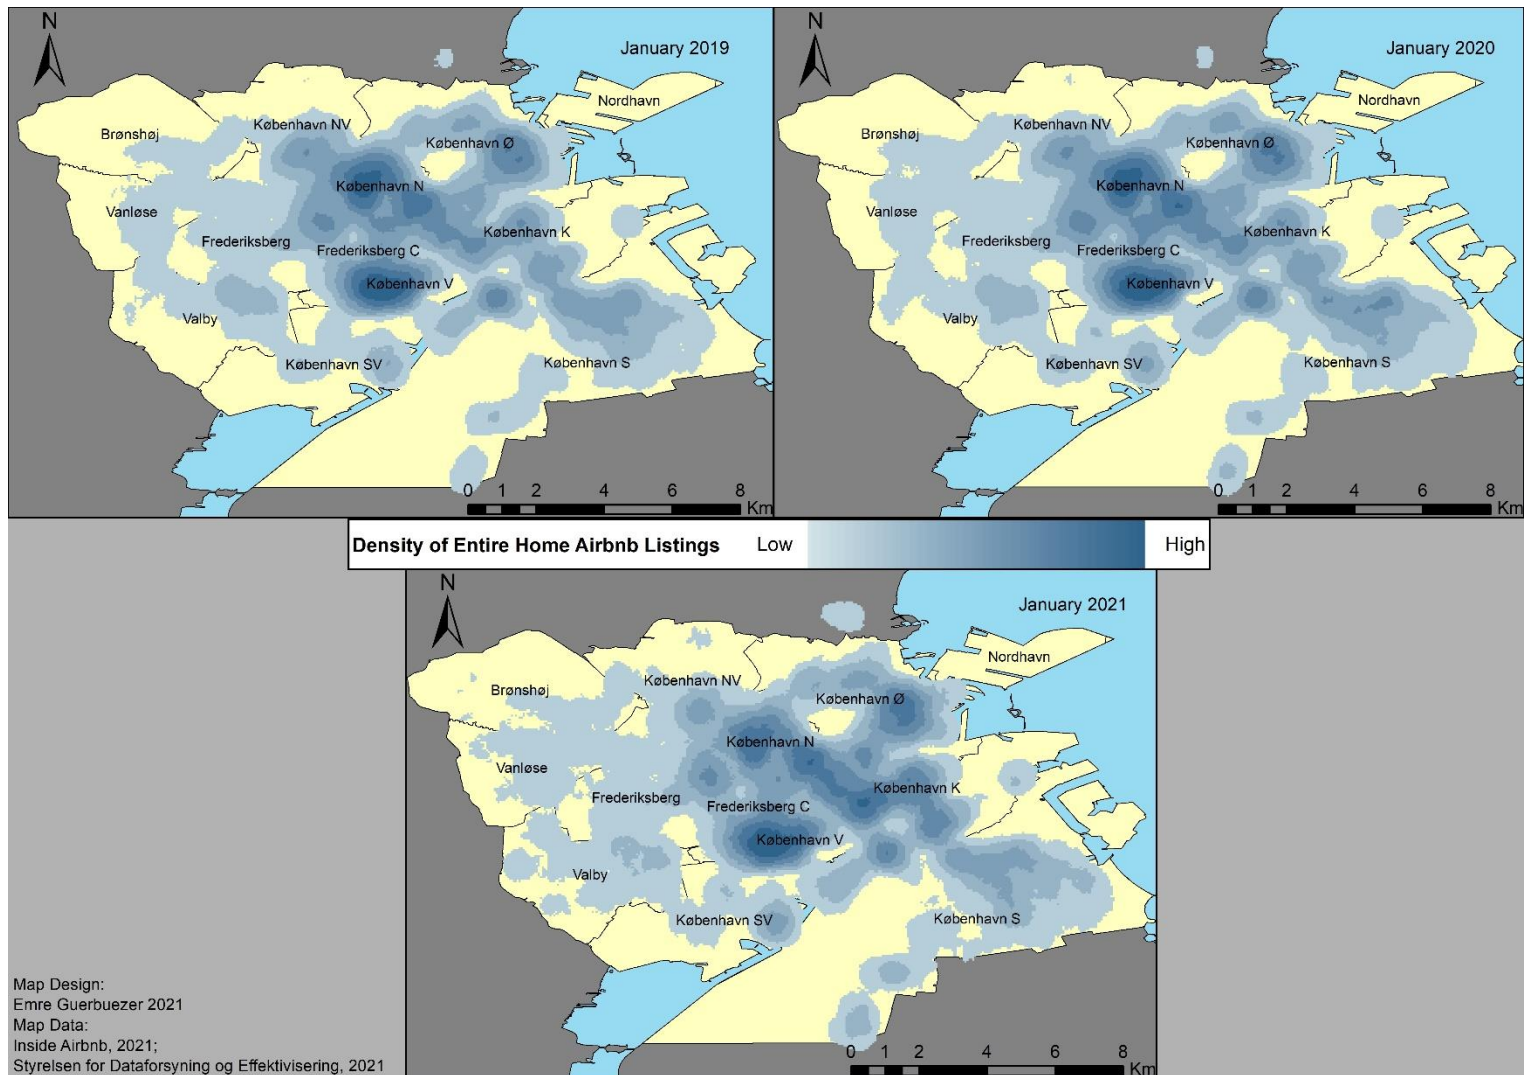 N
January 2019
Nordhavn
København NV
Brønshøj
København Ø
København N
Vanløse
København K
Frederiksberg
Frederiksberg C
København V
Valby
København SV
København S
0 1 2 4 6 8
Km
N
January 2020
Nordhavn
København NV
Brønshøj
København Ø
København N
Vanløse
København K
Frederiksberg
Frederiksberg C
København V
Valby
København SV
København S
0 1 2 4 6 8
Km
Density of Entire Home Airbnb Listings Low High
N
January 2021
Nordhavn
København NV
Brønshøj
København Ø
København N
Vanløse
København K
Frederiksberg
Frederiksberg C
København V
Valby
København SV
København S
0 1 2 4 6 8
Km
Map Design:
Emre Guerbuezer 2021
Map Data:
Inside Airbnb, 2021;
Styrelsen for Dataforsyning og Effektivisering, 2021